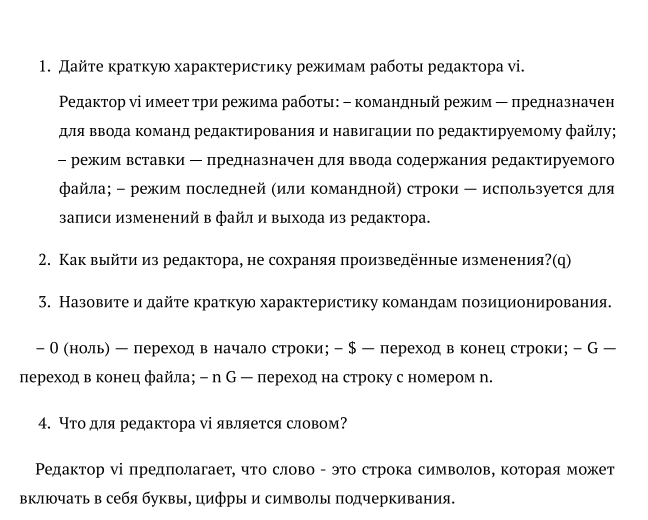 1. Дайте краткую характеристику режимам работы редактора vi.
Редактор vi имеет три режима работы: – командный режим — предназначен
для ввода команд редактирования и навигации по редактируемому файлу;
– режим вставки — предназначен для ввода содержания редактируемого
файла; – режим последней (или командной) строки — используется для
записи изменений в файл и выхода из редактора.
2. Как выйти из редактора, не сохраняя произведённые изменения?(q)
3. Назовите и дайте краткую характеристику командам позиционирования.
– 0 (ноль) — переход в начало строки; – $ — переход в конец строки; – G —
переход в конец файла; – n G — переход на строку с номером n.
4. Что для редактора vi является словом?
Редактор vi предполагает, что слово - это строка символов, которая может
включать в себя буквы, цифры и символы подчеркивания.